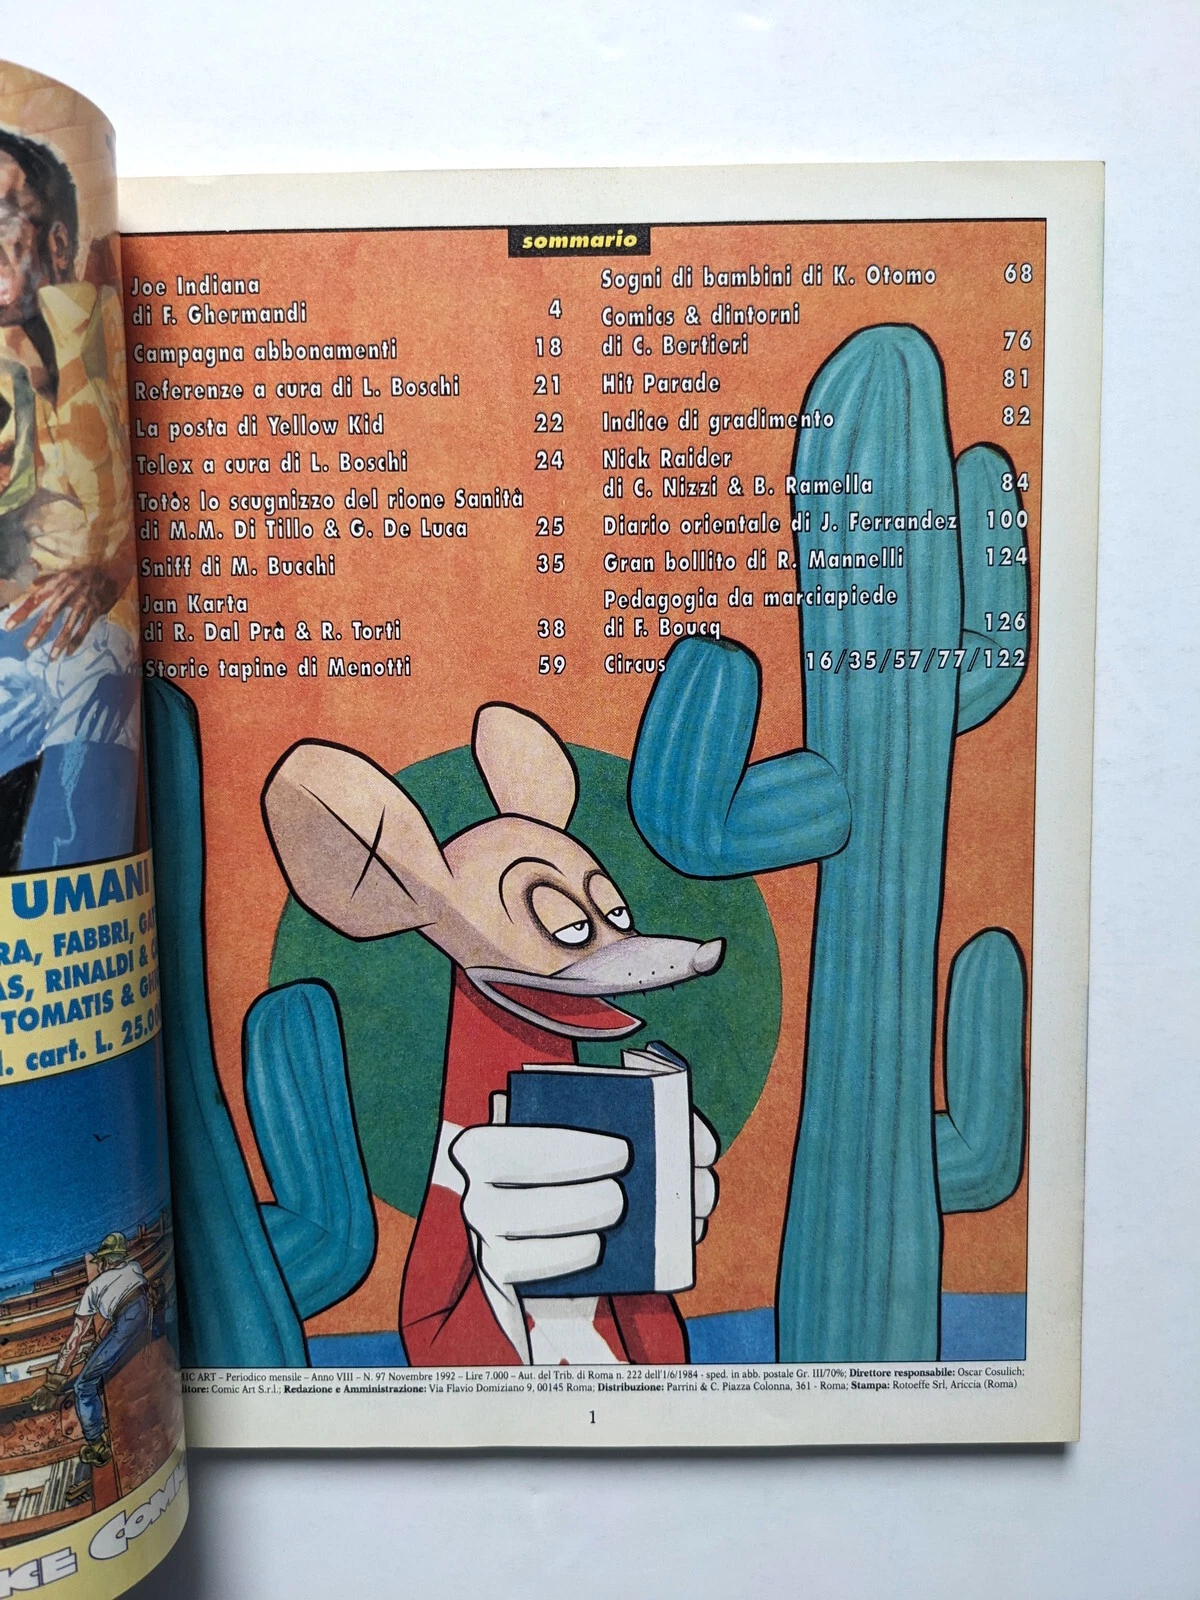 sommario
Joe Indiana
di F. Ghermandi 4
Campagna abbonamenti 18
Referenze a cura di L. Boschi 21
La posta di Yellow Kid 22
Telex a cura di L. Boschi 24
Totò: lo scugnizzo del rione Sanità
di M.M. Di Tillo & G. De Luca 25
Sniff di M. Bucchi 35
Jan Karta
di R. Dal Prà & R. Torti 38
Storie tapine di Menotti 59
Sogni di bambini di K. Otomo 68
Comics & dintorni
di C. Bertieri 76
Hit Parade 81
Indice di gradimento 82
Nick Raider
di C. Nizzi & B. Ramella 84
Diario orientale di J. Ferrandez 100
Gran bollito di R. Mannelli 124
Pedagogia da marciapiede
di F. Boucq 126
Circus 16/35/57/77/122
ART – Periodico mensile – Anno VIII – N. 97 Novembre 1992 – Lire 7.000 – Aut. del Trib. di Roma n. 222 dell'1/6/1984 - sped. in abb. postale Gr. III/70%; Direttore responsabile: Oscar Cosulich;
Comic Art S.r.l.; Redazione e Amministrazione: Via Flavio Domiziano 9, 00145 Roma; Distribuzione: Parrini & C. Piazza Colonna, 361 - Roma; Stampa: Rotoeffe Srl, Ariccia (Roma)
1
UMANI
FABBRI,
RINALDI &
TOMATIS &
cart. L.